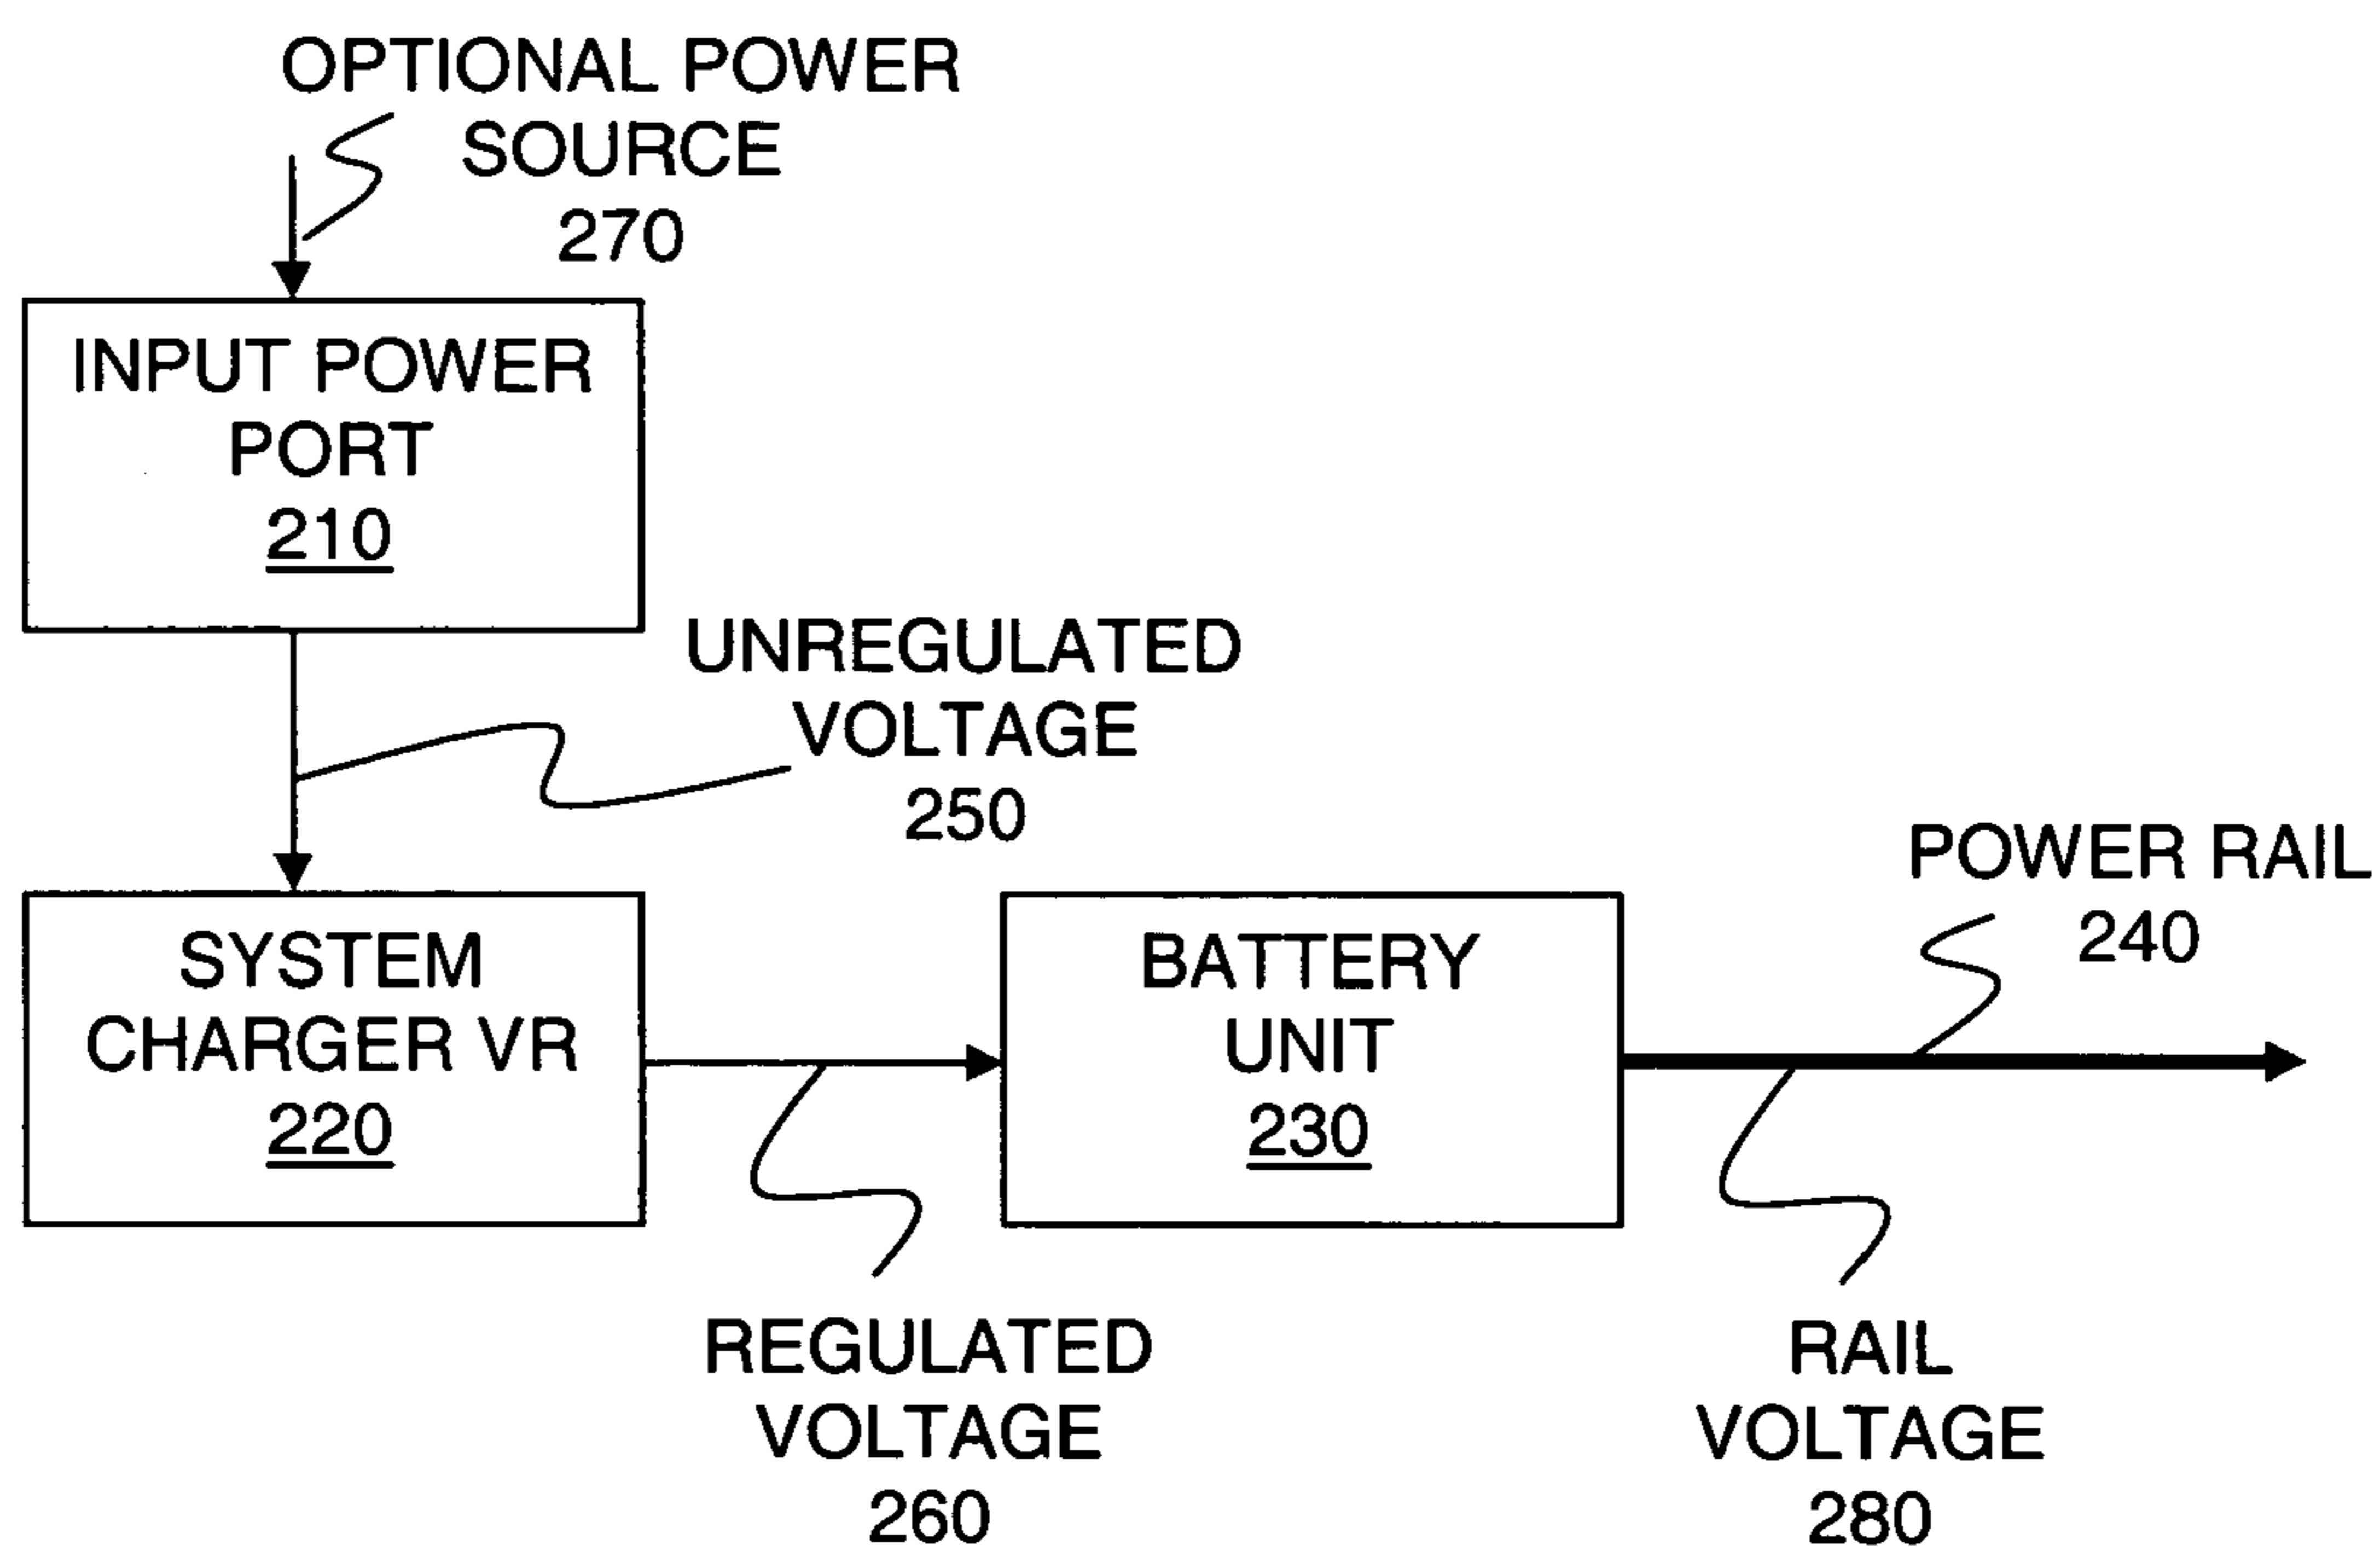 OPTIONAL POWER
SOURCE
270
INPUT POWER
PORT
210
UNREGULATED
VOLTAGE
250
POWER RAIL
240
SYSTEM
CHARGER VR
220
BATTERY
UNIT
230
REGULATED
VOLTAGE
260
RAIL
VOLTAGE
280